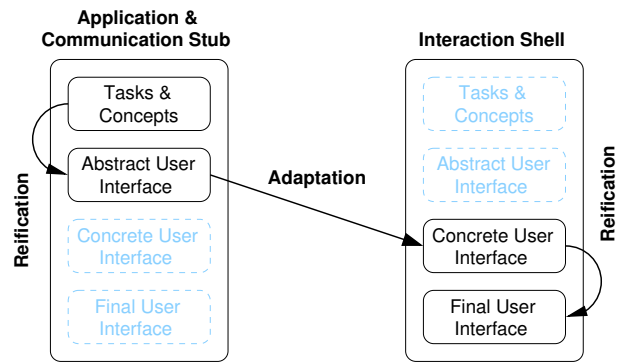 Application &
Communication Stub
Tasks &
Concepts
Abstract User
Interface
Concrete User
Interface
Final User
Interface
Reification
Adaptation
Interaction Shell
Tasks &
Concepts
Abstract User
Interface
Concrete User
Interface
Final User
Interface
Reification